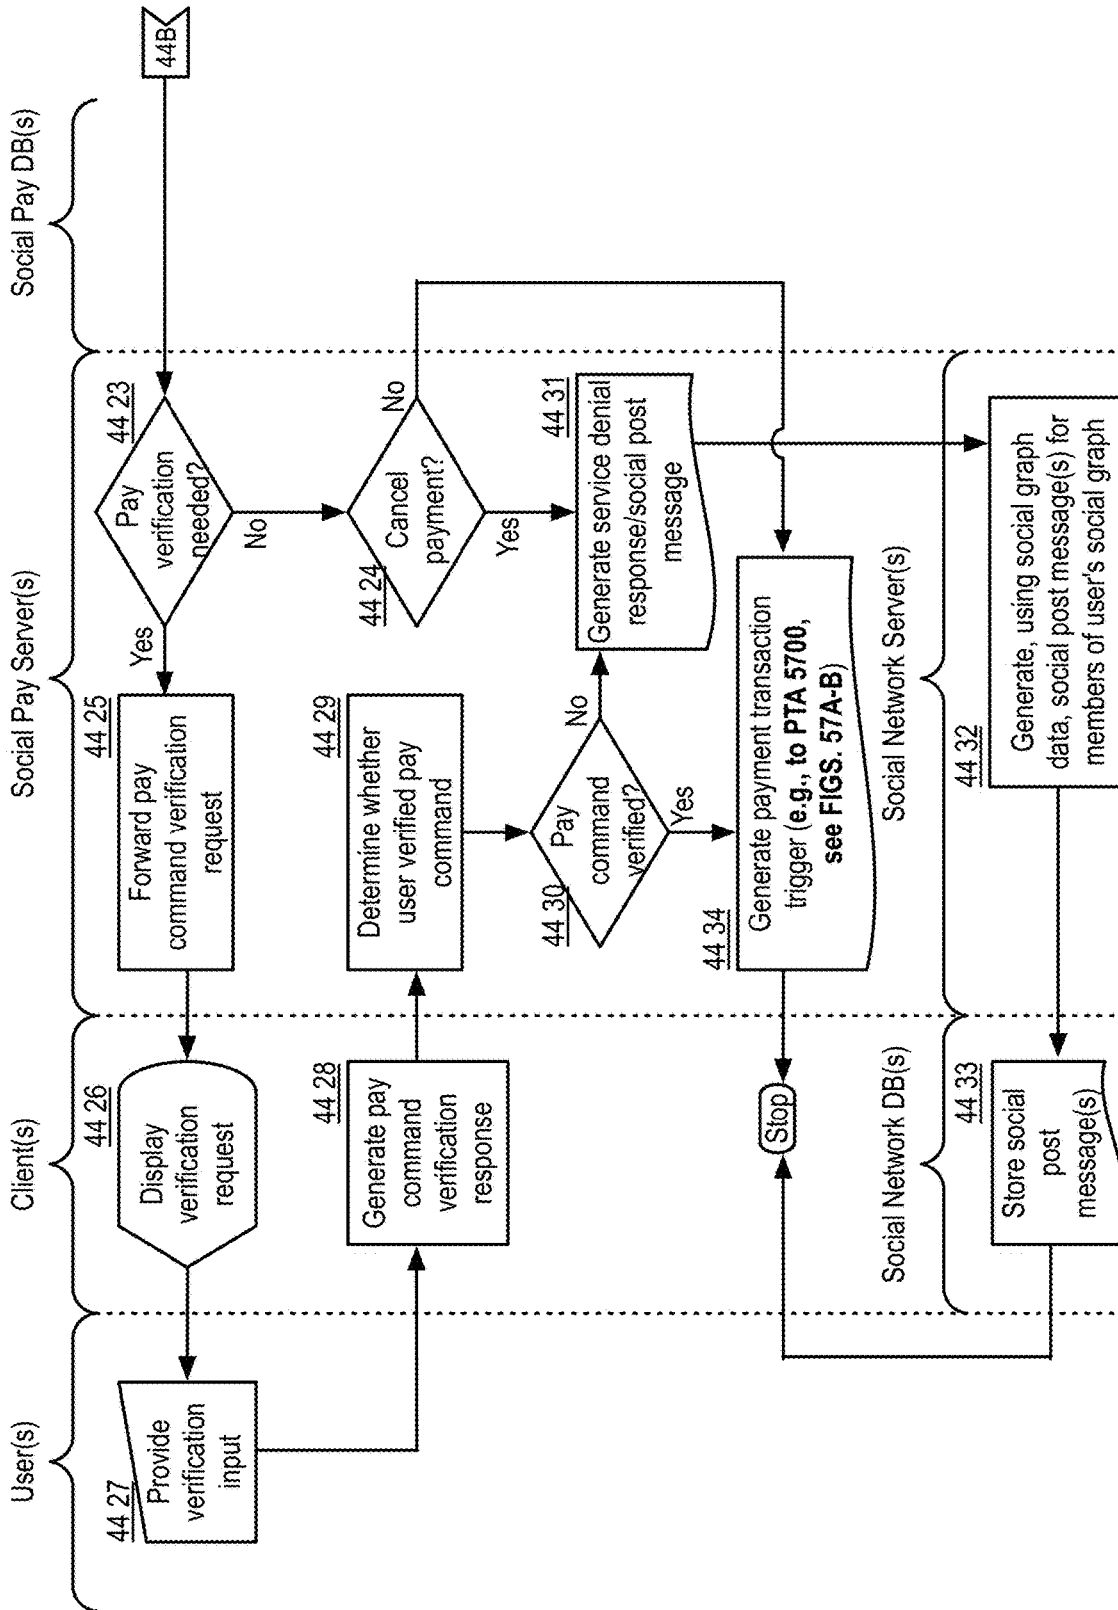 User(s)
Client(s)
Social Pay Server(s)
Social Pay DB(s)
44B
44 23
Pay
verification
needed?
Yes
No
44 25
Forward pay
command verification
request
44 26
Display
verification
request
44 27
Provide
verification
input
44 28
Generate pay
command
verification
response
44 29
Determine whether
user verified pay
command
44 24
Cancel
payment?
No
Yes
44 30
Pay
command
verified?
No
Yes
44 31
Generate service denial
response/social post
message
44 34
Generate payment transaction
trigger (e.g., to PTA 5700,
see FIGS. 57A-B)
Stop
Social Network DB(s)
Social Network Server(s)
44 32
Generate, using social graph
data, social post message(s) for
members of user's social graph
44 33
Store social
post
message(s)